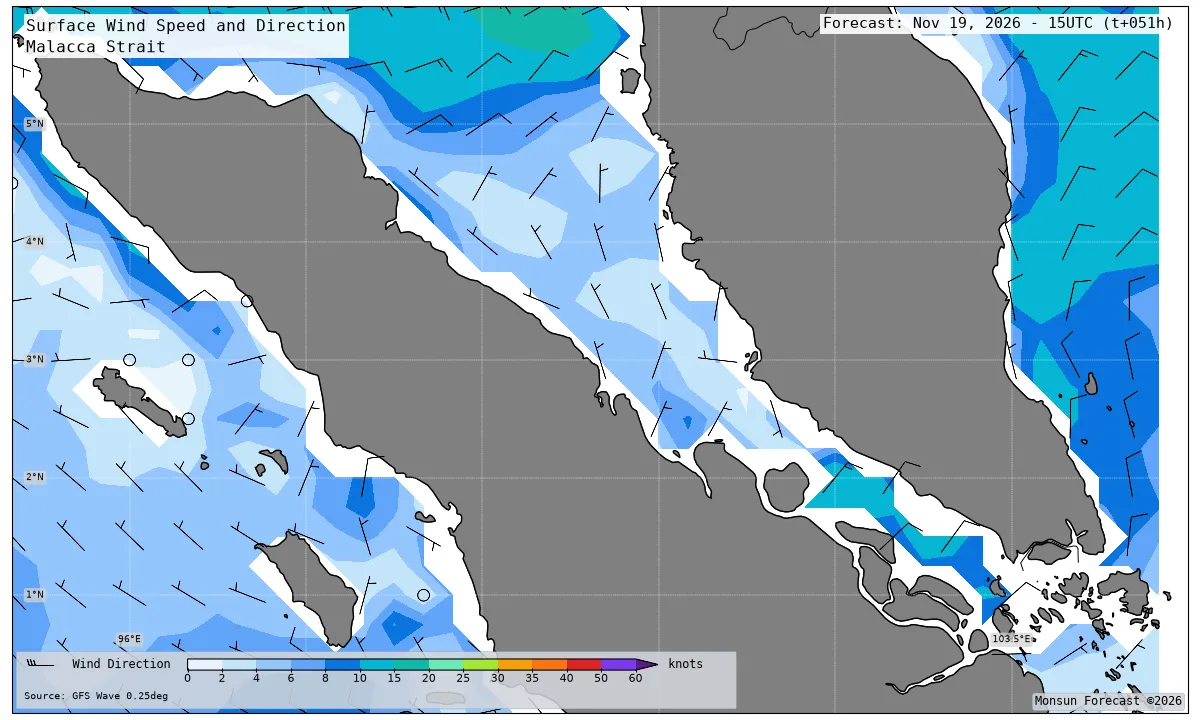 Surface Wind Speed and Direction
Malacca Strait
Forecast: Nov 19, 2026 - 15UTC (t+051h)
5°N
4°N
3°N
2°N
1°N
96°E
103.5°E
Wind Direction
0 2 4 6 8 10 15 20 25 30 35 40 50 60
knots
Source: GFS Wave 0.25deg
Monsun Forecast ©2026